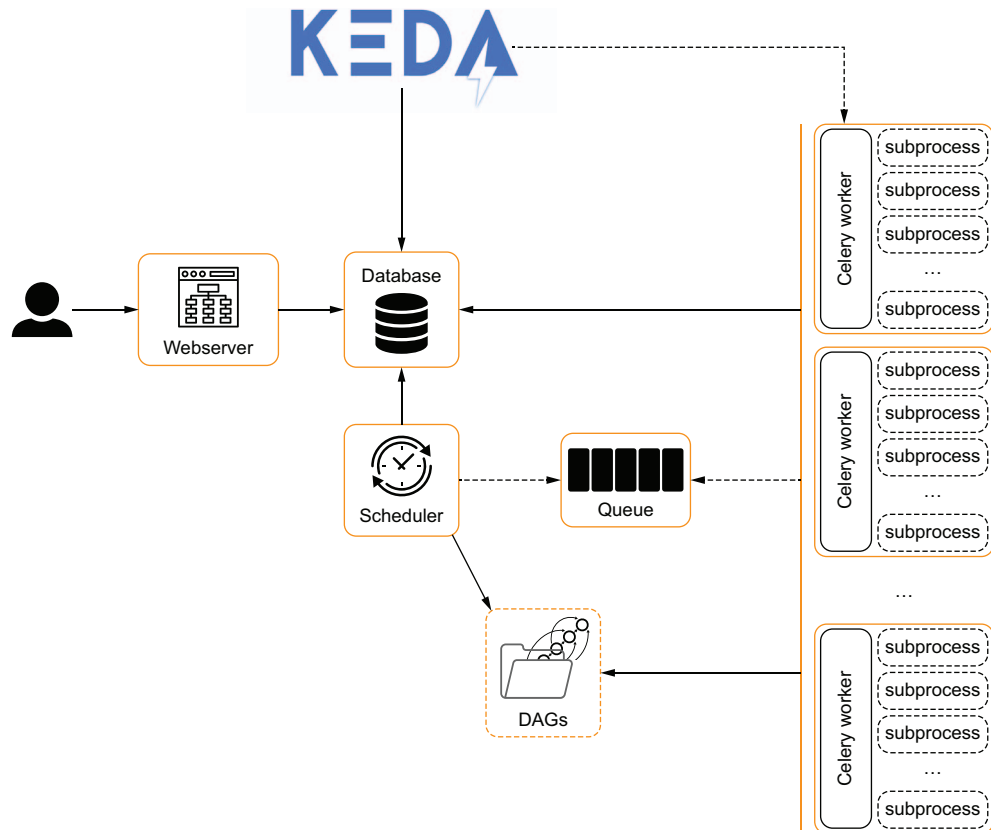 KEDA
Database
Webserver
Scheduler
Queue
DAGs
Celery worker
subprocess
subprocess
subprocess
...
subprocess
Celery worker
subprocess
subprocess
subprocess
...
subprocess
...
Celery worker
subprocess
subprocess
subprocess
...
subprocess